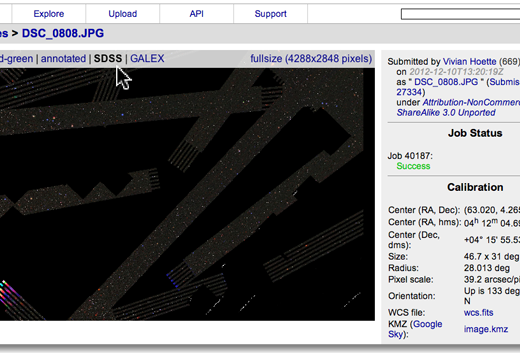 Explore Upload API Support
es > DSC_0808.JPG
d-green | annotated | SDSS | GALEX fullsize (4288x2848 pixels)
Submitted by Vivian Hoette (669)
on 2012-12-10T13:20:19Z
as " DSC_0808.JPG " (Submis
27334)
under Attribution-NonCommer
ShareAlike 3.0 Unported
Job Status
Job 40187:
Success
Calibration
Center (RA, Dec): (63.020, 4.265
Center (RA, hms): 04h 12m 04.69
Center (Dec,
dms): +04° 15' 55.53
Size: 46.7 x 31 deg
Radius: 28.013 deg
Pixel scale: 39.2 arcsec/pi
Orientation: Up is 133 deg
N
WCS file: wcs.fits
KMZ (Google
Sky): image.kmz